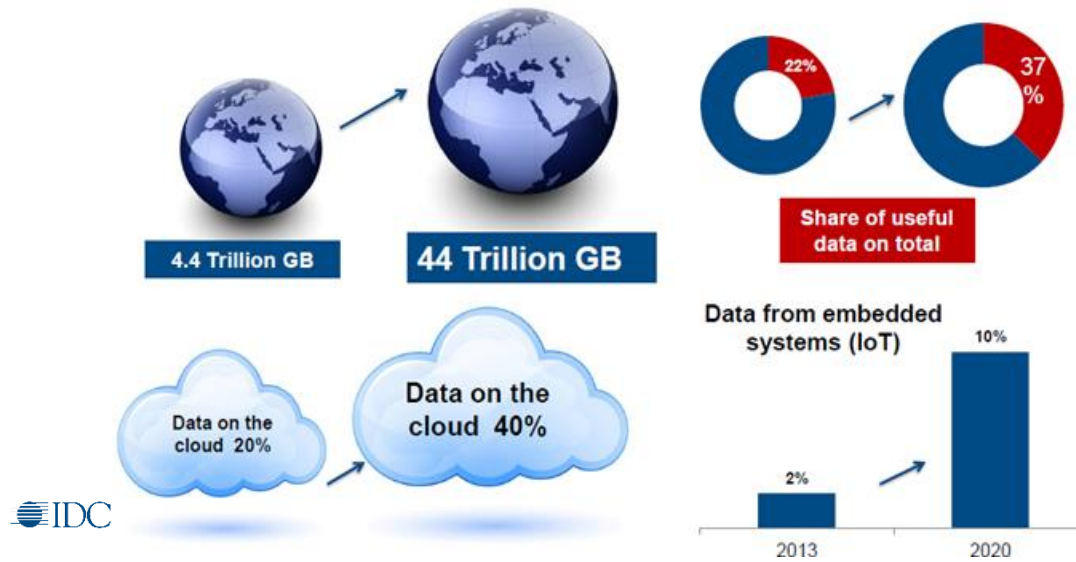 4.4 Trillion GB
44 Trillion GB
22%
37
%
Share of useful
data on total
Data on the
cloud 20%
Data on the
cloud 40%
Data from embedded
systems (IoT)
2%
10%
2013
2020
IDC